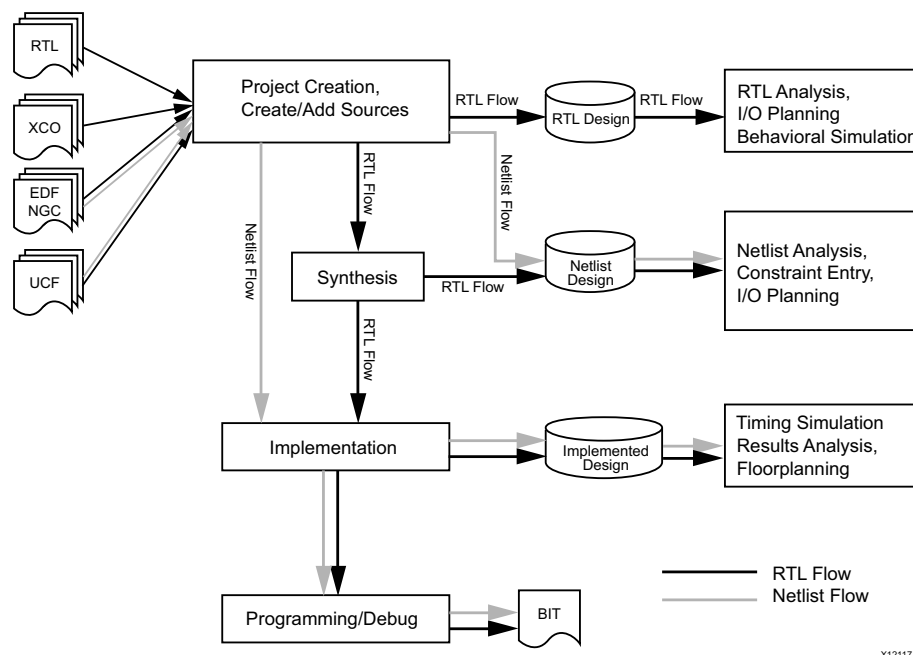 RTL
XCO
EDF
NGC
UCF
Project Creation,
Create/Add Sources
RTL Flow
RTL Design
RTL Flow
RTL Analysis,
I/O Planning
Behavioral Simulation
Netlist Flow
RTL Flow
Netlist Flow
Synthesis
RTL Flow
Netlist
Design
Netlist Analysis,
Constraint Entry,
I/O Planning
RTL Flow
Implementation
Implemented
Design
Timing Simulation
Results Analysis,
Floorplanning
Programming/Debug
BIT
RTL Flow
Netlist Flow
X12117